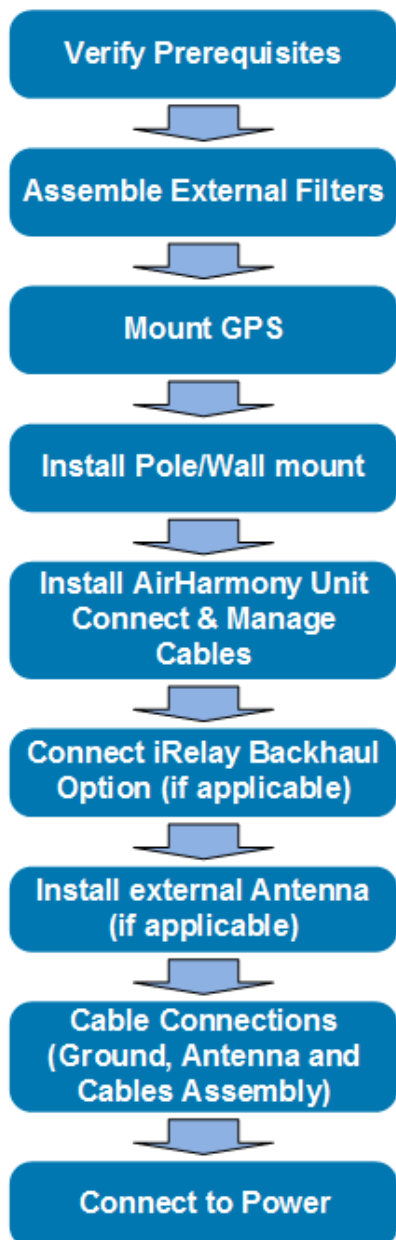 Verify Prerequisites
Assemble External Filters
Mount GPS
Install Pole/Wall mount
Install AirHarmony Unit
Connect & Manage
Cables
Connect iRelay Backhaul
Option (if applicable)
Install external Antenna
(if applicable)
Cable Connections
(Ground, Antenna and
Cables Assembly)
Connect to Power